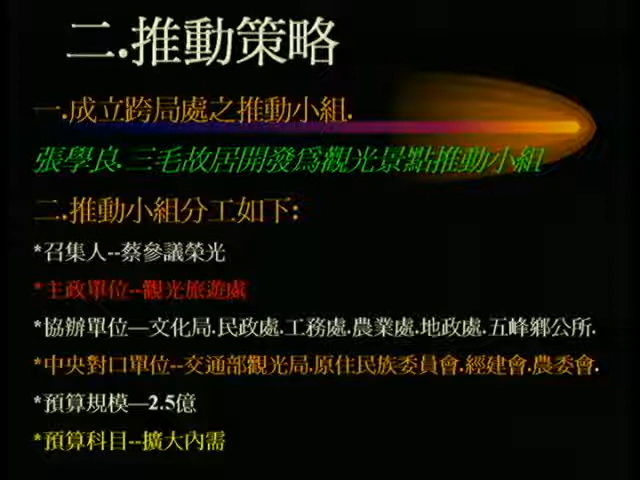 二.推動策略
一.成立跨局處之推動小組.
張學良.三毛故居開發為觀光景點推動小組
二.推動小組分工如下:
*召集人--蔡參議榮光
*主政單位--觀光旅遊處
*協辦單位—文化局.民政處.工務處.農業處.地政處.五峰鄉公所.
*中央對口單位--交通部觀光局.原住民族委員會.經建會.農委會.
*預算規模—2.5億
*預算科目--擴大內需